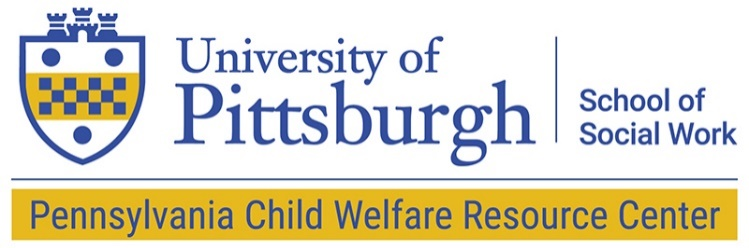 University of
Pittsburgh
School of
Social Work
Pennsylvania Child Welfare Resource Center